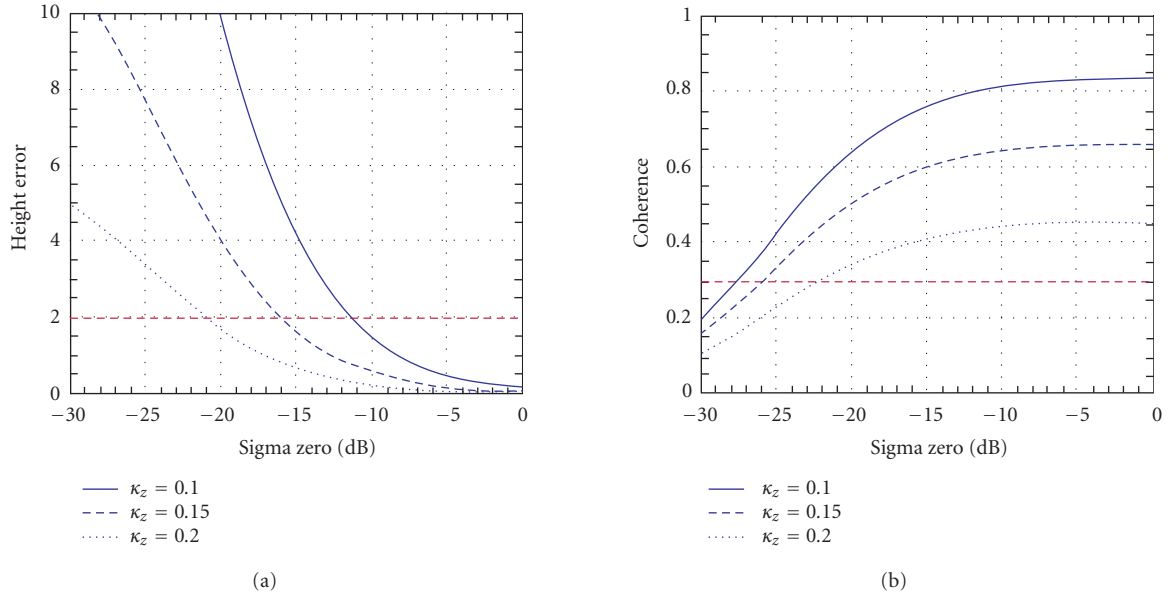 10
8
6
4
2
0
Height error
−30 −25 −20 −15 −10 −5 0
Sigma zero (dB)
κz = 0.1
κz = 0.15
κz = 0.2
(a)
1
0.8
0.6
0.4
0.2
0
Coherence
−30 −25 −20 −15 −10 −5 0
Sigma zero (dB)
κz = 0.1
κz = 0.15
κz = 0.2
(b)